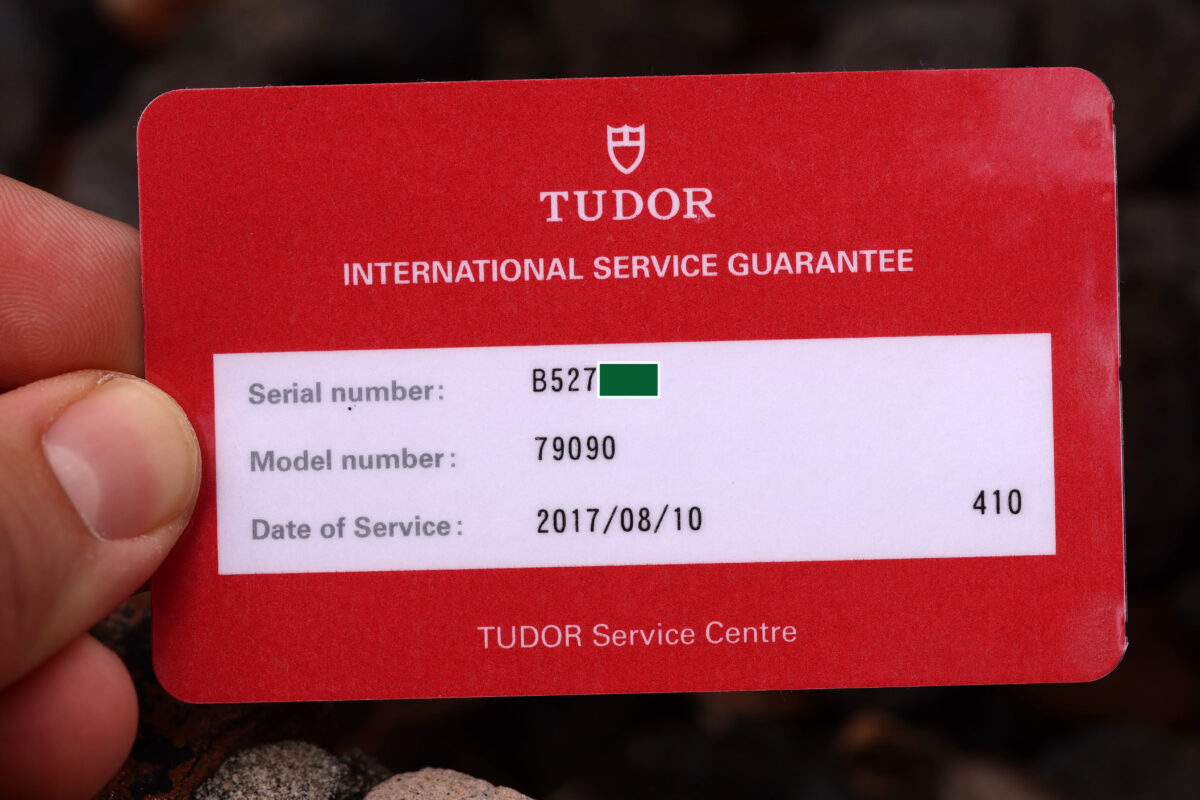 TUDOR
INTERNATIONAL SERVICE GUARANTEE
Serial number: B527
Model number: 79090
Date of Service: 2017/08/10 410
TUDOR Service Centre